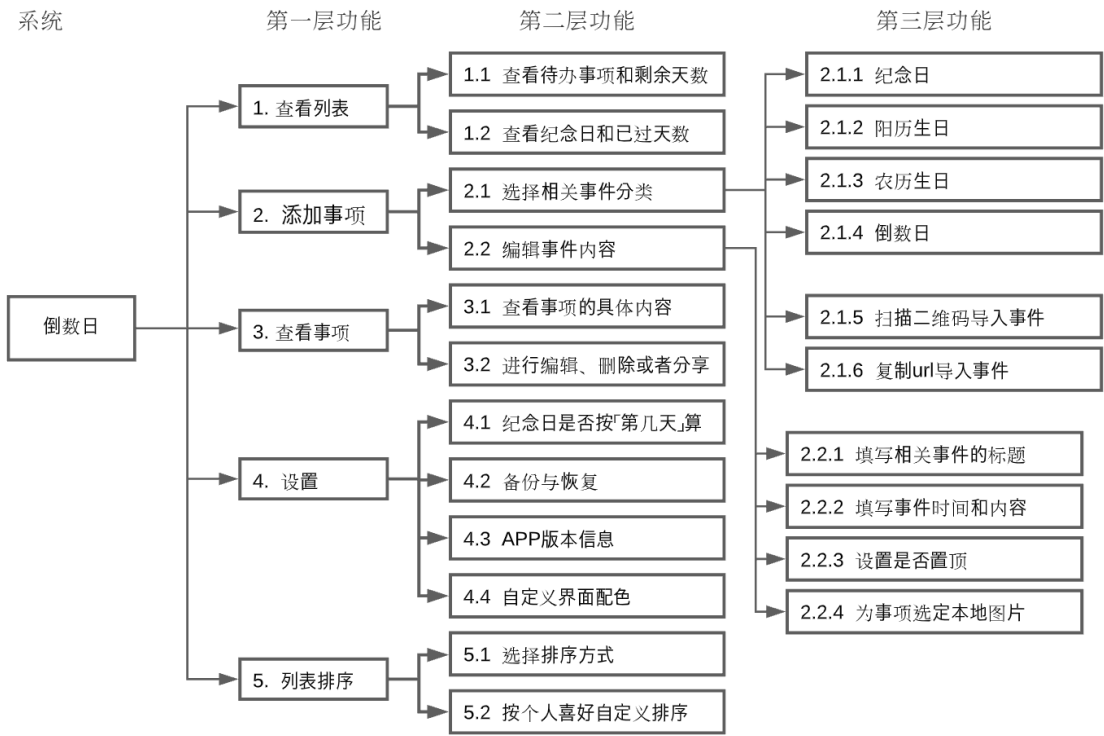 系统
第一层功能
第二层功能
第三层功能
倒数日
1. 查看列表
1.1 查看待办事项和剩余天数
1.2 查看纪念日和已过天数
2. 添加事项
2.1 选择相关事件分类
2.1.1 纪念日
2.1.2 阳历生日
2.1.3 农历生日
2.1.4 倒数日
2.1.5 扫描二维码导入事件
2.1.6 复制url导入事件
2.2 编辑事件内容
2.2.1 填写相关事件的标题
2.2.2 填写事件时间和内容
2.2.3 设置是否置顶
2.2.4 为事项选定本地图片
3. 查看事项
3.1 查看事项的具体内容
3.2 进行编辑、删除或者分享
4. 设置
4.1 纪念日是否按「第几天」算
4.2 备份与恢复
4.3 APP版本信息
4.4 自定义界面配色
5. 列表排序
5.1 选择排序方式
5.2 按个人喜好自定义排序